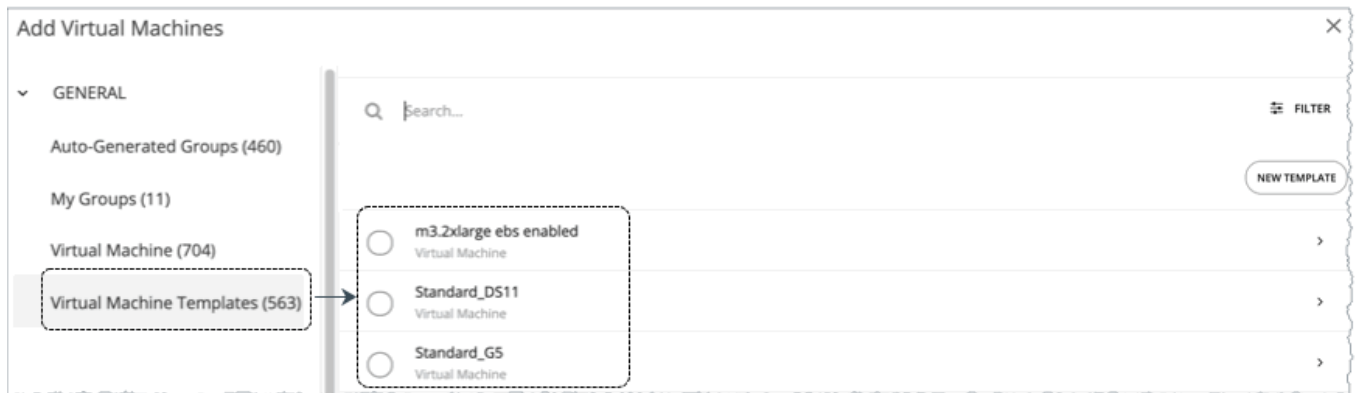 Add Virtual Machines
GENERAL
Search...
FILTER
Auto-Generated Groups (460)
NEW TEMPLATE
My Groups (11)
m3.2xlarge ebs enabled
Virtual Machine
Virtual Machine (704)
Standard_DS11
Virtual Machine
Virtual Machine Templates (563)
Standard_G5
Virtual Machine